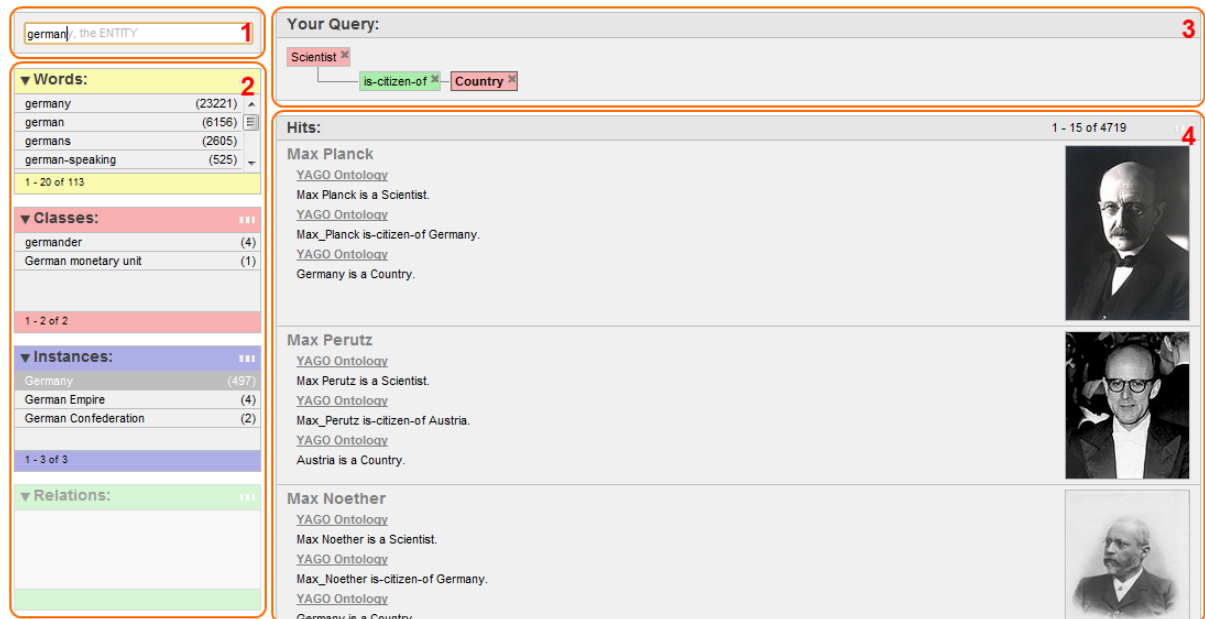 germany, the ENTITY
1
2
▼Words:
germany (23221)
german (6156)
germans (2605)
german-speaking (525)
1 - 20 of 113
▼Classes:
germander (4)
German monetary unit (1)
1 - 2 of 2
▼Instances:
Germany (497)
German Empire (4)
German Confederation (2)
1 - 3 of 3
▼Relations:
Your Query:
3
Scientist ✖
is-citizen-of ✖ Country ✖
Hits: 1 - 15 of 4719
4
Max Planck
YAGO Ontology
Max Planck is a Scientist.
YAGO Ontology
Max_Planck is-citizen-of Germany.
YAGO Ontology
Germany is a Country.
Max Perutz
YAGO Ontology
Max Perutz is a Scientist.
YAGO Ontology
Max_Perutz is-citizen-of Austria.
YAGO Ontology
Austria is a Country.
Max Noether
YAGO Ontology
Max Noether is a Scientist.
YAGO Ontology
Max_Noether is-citizen-of Germany.
YAGO Ontology
Germany is a Country.